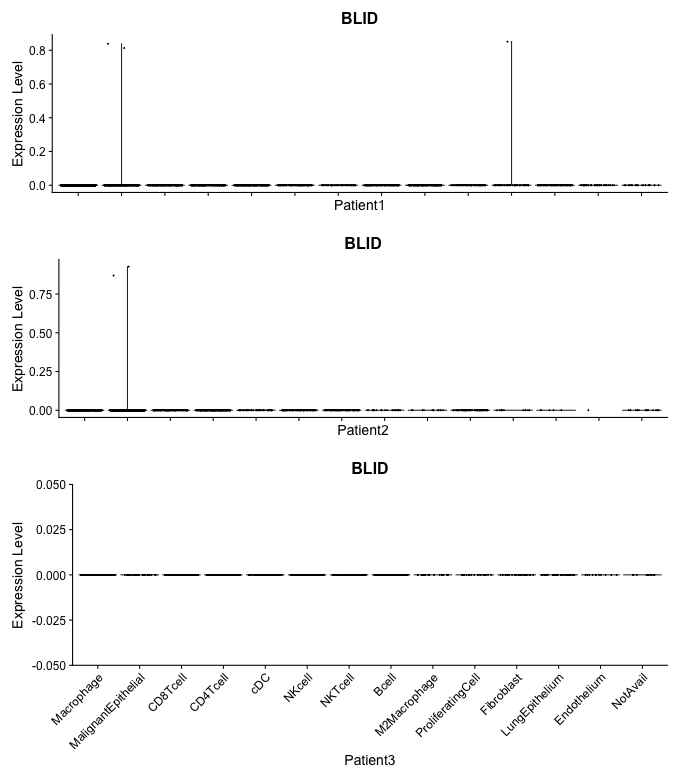 BLID
Expression Level
0.8
0.6
0.4
0.2
0.0
Patient1
BLID
Expression Level
0.75
0.50
0.25
0.00
Patient2
BLID
Expression Level
0.050
0.025
0.000
-0.025
-0.050
Macrophage
MalignantEpithelial
CD8Tcell
CD4Tcell
cDC
NKcell
NKTcell
Bcell
M2Macrophage
ProliferatingCell
Fibroblast
LungEpithelium
Endothelium
NotAvail
Patient3